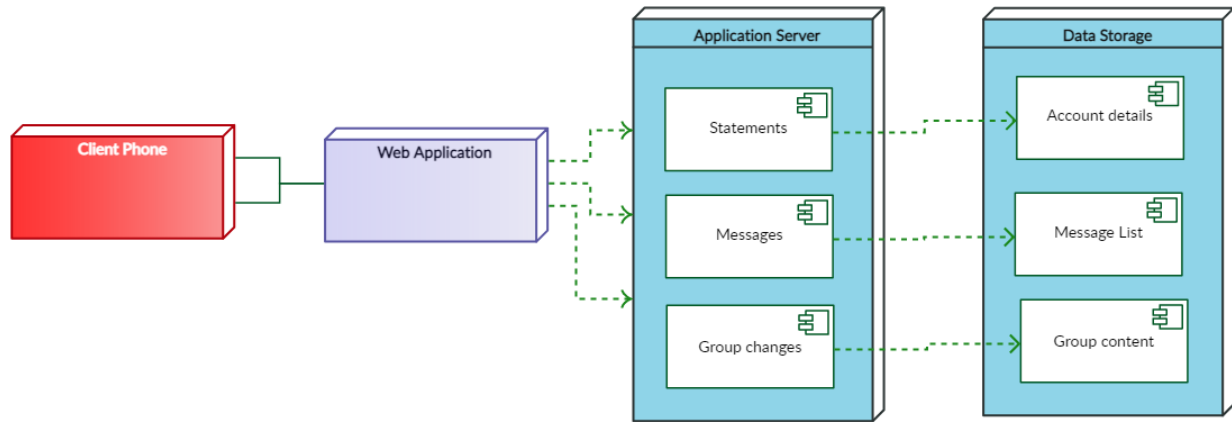 Client Phone
Web Application
Application Server
Statements
Messages
Group changes
Data Storage
Account details
Message List
Group content